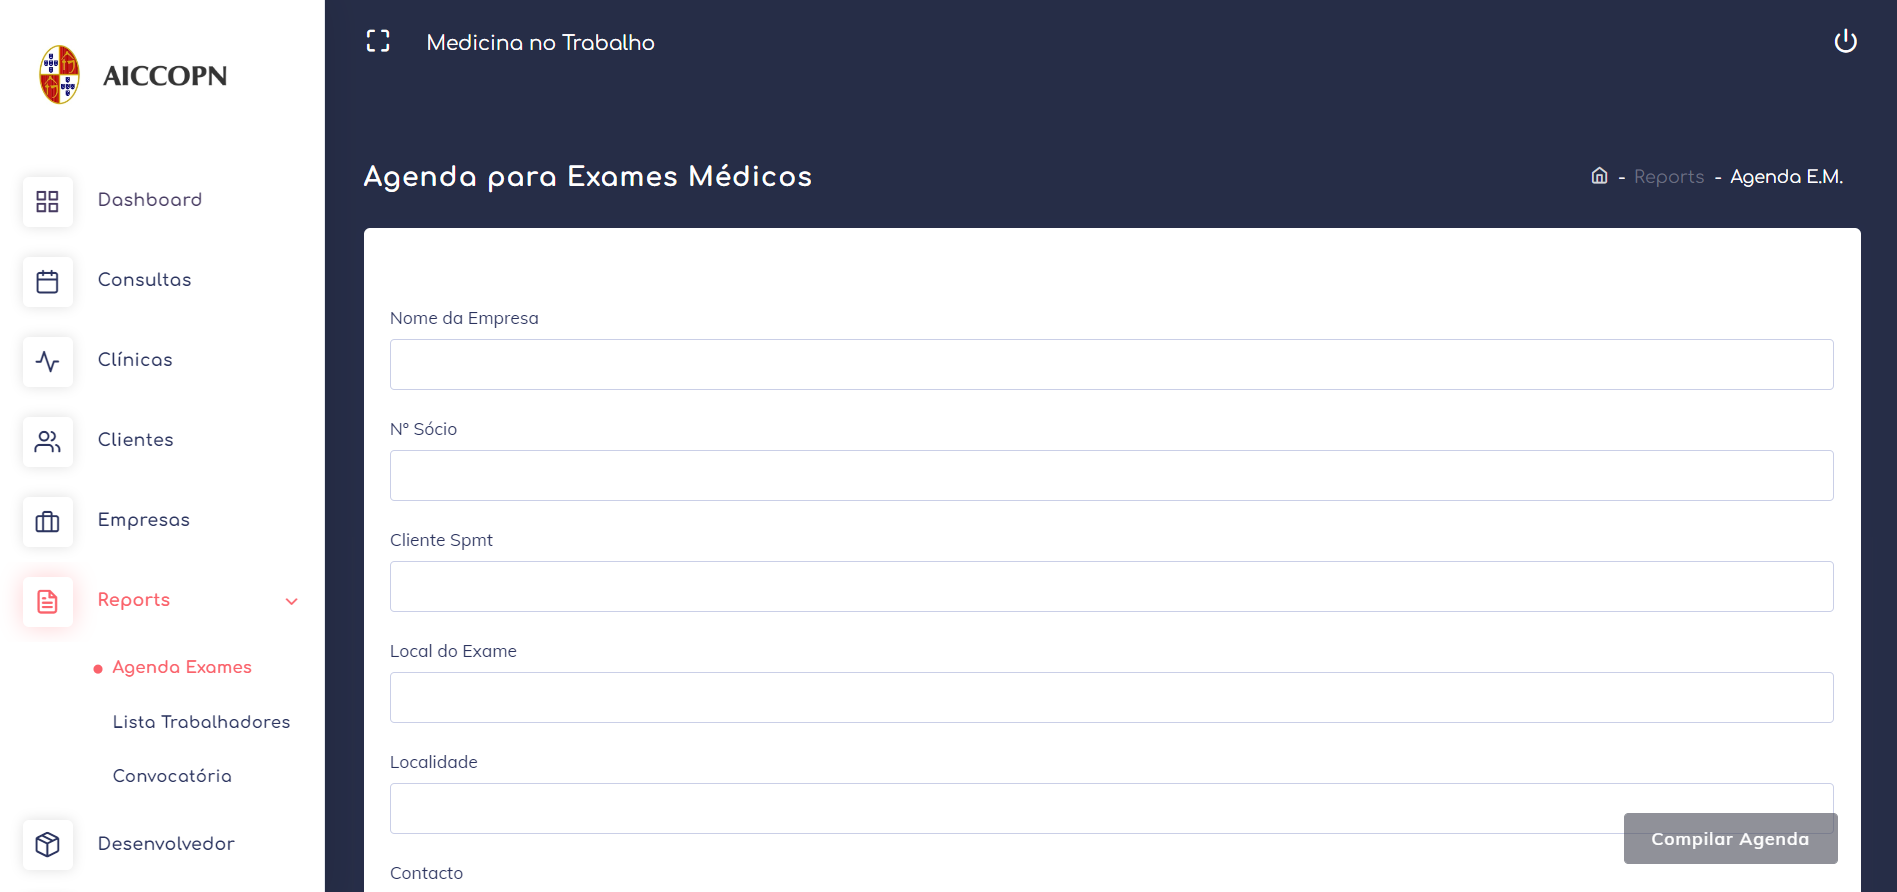 AICCOPN
Medicina no Trabalho
Dashboard
Consultas
Clínicas
Clientes
Empresas
Reports
Agenda Exames
Lista Trabalhadores
Convocatória
Desenvolvedor
Agenda para Exames Médicos
- Reports - Agenda E.M.
Nome da Empresa
Nº Sócio
Cliente Spmt
Local do Exame
Localidade
Compilar Agenda
Contacto